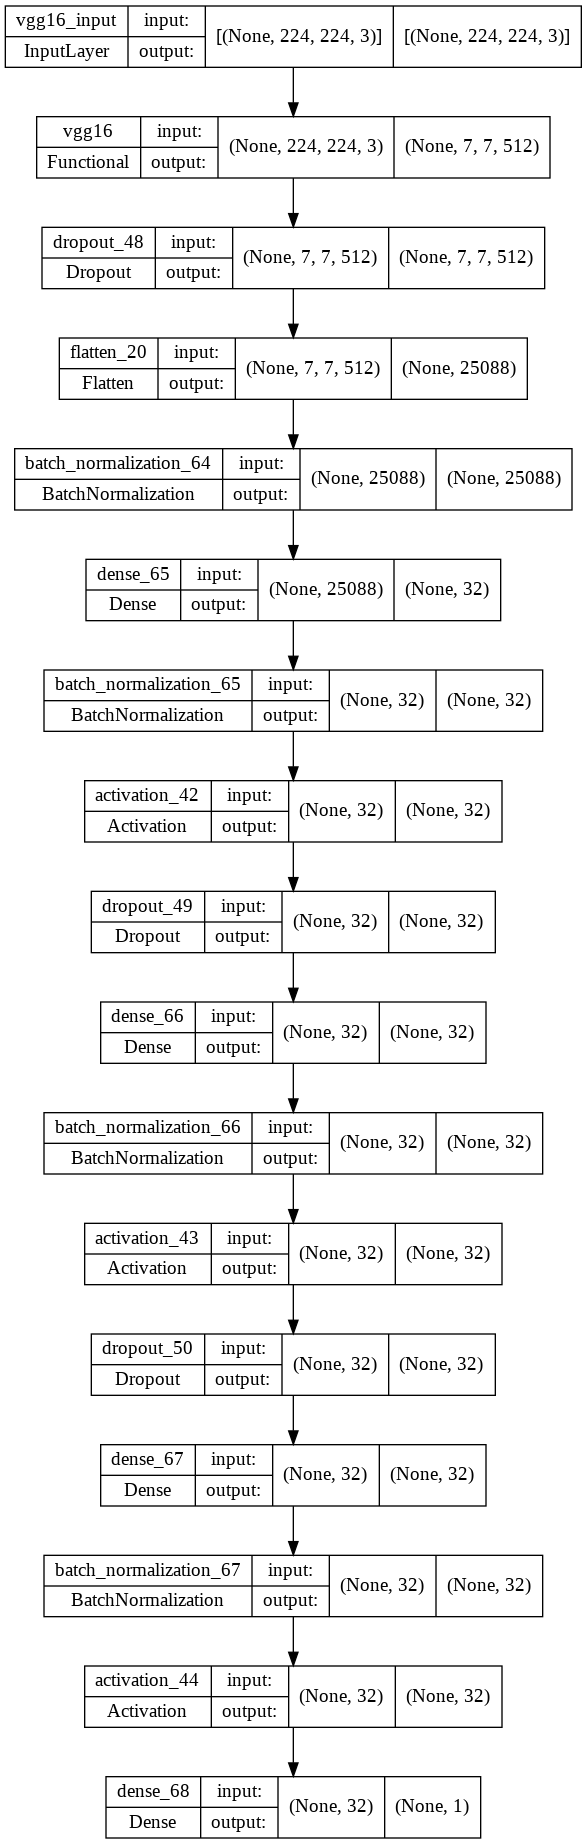 vgg16_input input: [(None, 224, 224, 3)] [(None, 224, 224, 3)]
InputLayer output:
vgg16 input: (None, 224, 224, 3) (None, 7, 7, 512)
Functional output:
dropout_48 input: (None, 7, 7, 512) (None, 7, 7, 512)
Dropout output:
flatten_20 input: (None, 7, 7, 512) (None, 25088)
Flatten output:
batch_normalization_64 input: (None, 25088) (None, 25088)
BatchNormalization output:
dense_65 input: (None, 25088) (None, 32)
Dense output:
batch_normalization_65 input: (None, 32) (None, 32)
BatchNormalization output:
activation_42 input: (None, 32) (None, 32)
Activation output:
dropout_49 input: (None, 32) (None, 32)
Dropout output:
dense_66 input: (None, 32) (None, 32)
Dense output:
batch_normalization_66 input: (None, 32) (None, 32)
BatchNormalization output:
activation_43 input: (None, 32) (None, 32)
Activation output:
dropout_50 input: (None, 32) (None, 32)
Dropout output:
dense_67 input: (None, 32) (None, 32)
Dense output:
batch_normalization_67 input: (None, 32) (None, 32)
BatchNormalization output:
activation_44 input: (None, 32) (None, 32)
Activation output:
dense_68 input: (None, 32) (None, 1)
Dense output: